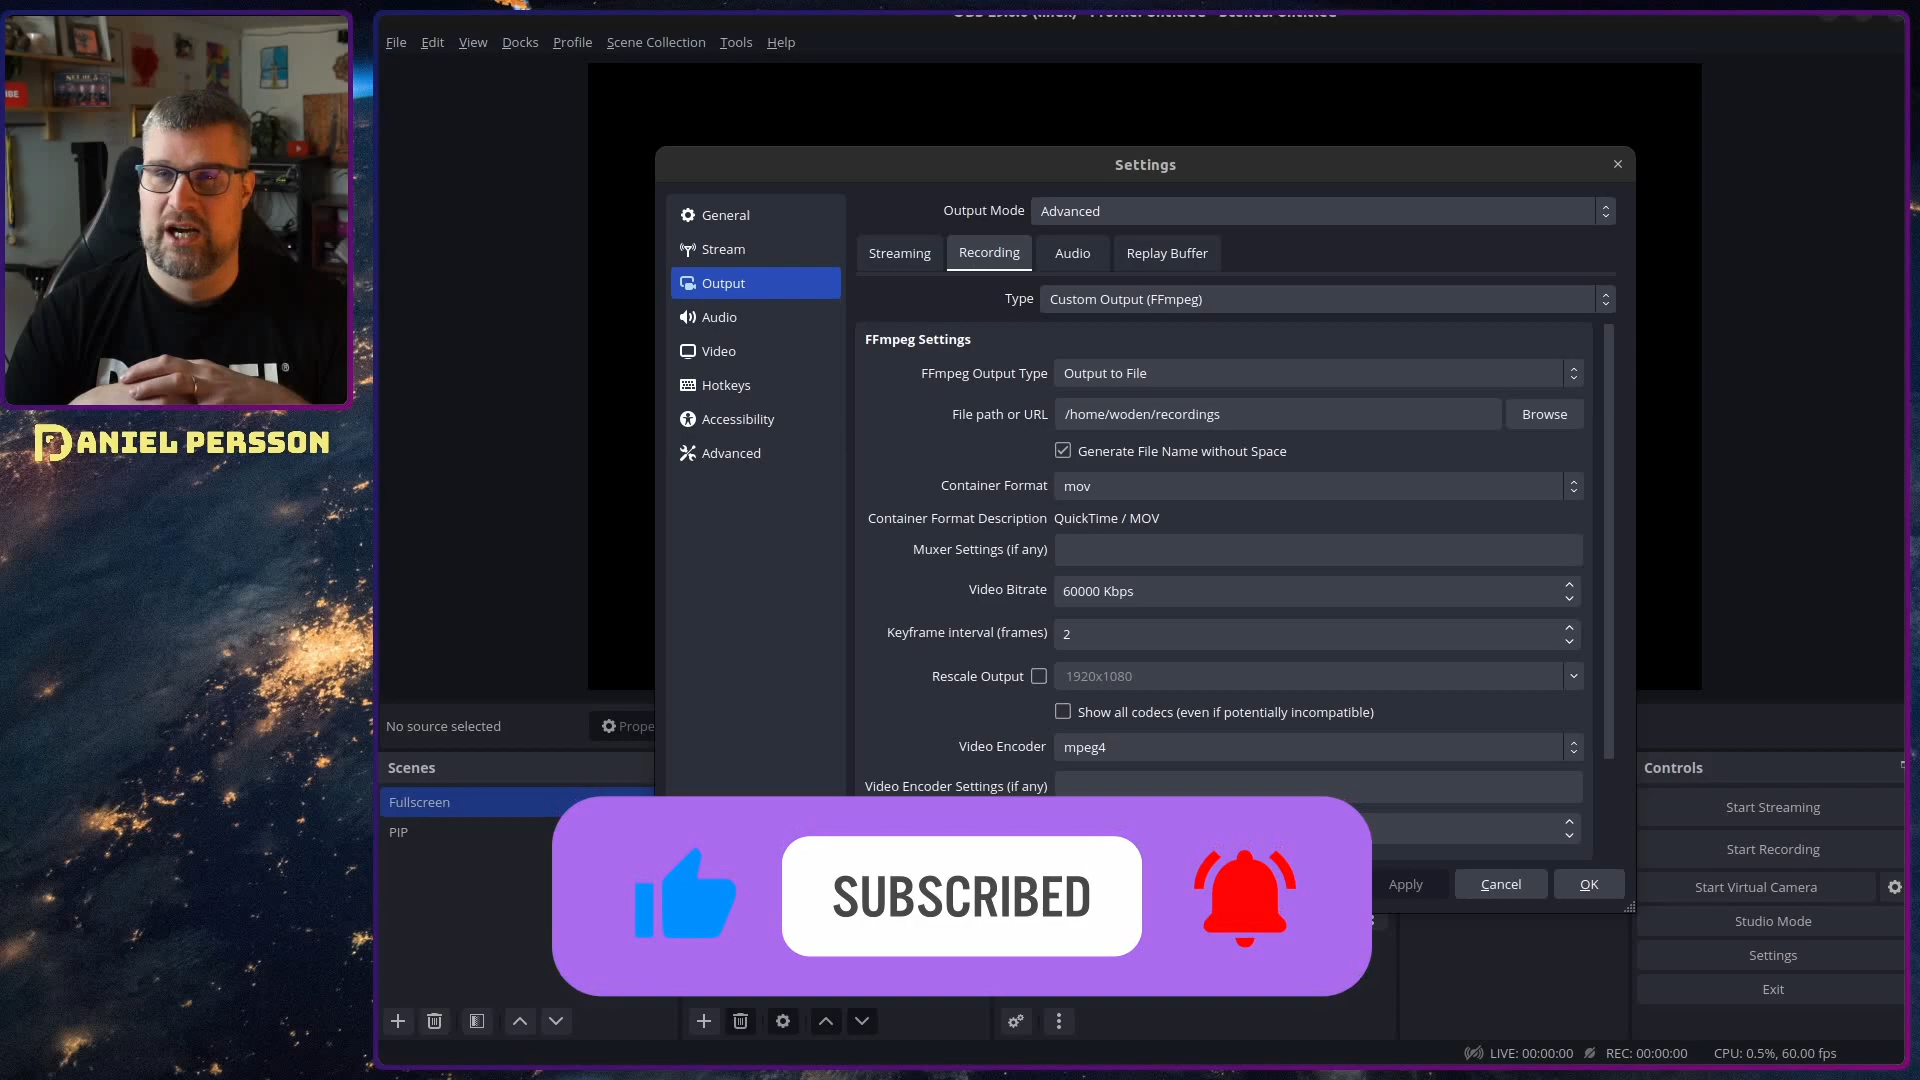 DANIEL PERSSON
File Edit View Docks Profile Scene Collection Tools Help
Settings
General
Stream
Output
Audio
Video
Hotkeys
Accessibility
Advanced
Output Mode Advanced
Streaming Recording Audio Replay Buffer
Type Custom Output (FFmpeg)
FFmpeg Settings
FFmpeg Output Type Output to File
File path or URL /home/woden/recordings Browse
Generate File Name without Space
Container Format mov
Container Format Description QuickTime / MOV
Muxer Settings (if any)
Video Bitrate 60000 Kbps
Keyframe interval (frames) 2
Rescale Output 1920x1080
Show all codecs (even if potentially incompatible)
Video Encoder mpeg4
Video Encoder Settings (if any)
Apply Cancel OK
No source selected
Prope
Scenes
Fullscreen
PIP
SUBSCRIBED
Controls
Start Streaming
Start Recording
Start Virtual Camera
Studio Mode
Settings
Exit
LIVE: 00:00:00 REC: 00:00:00 CPU: 0.5%, 60.00 fps